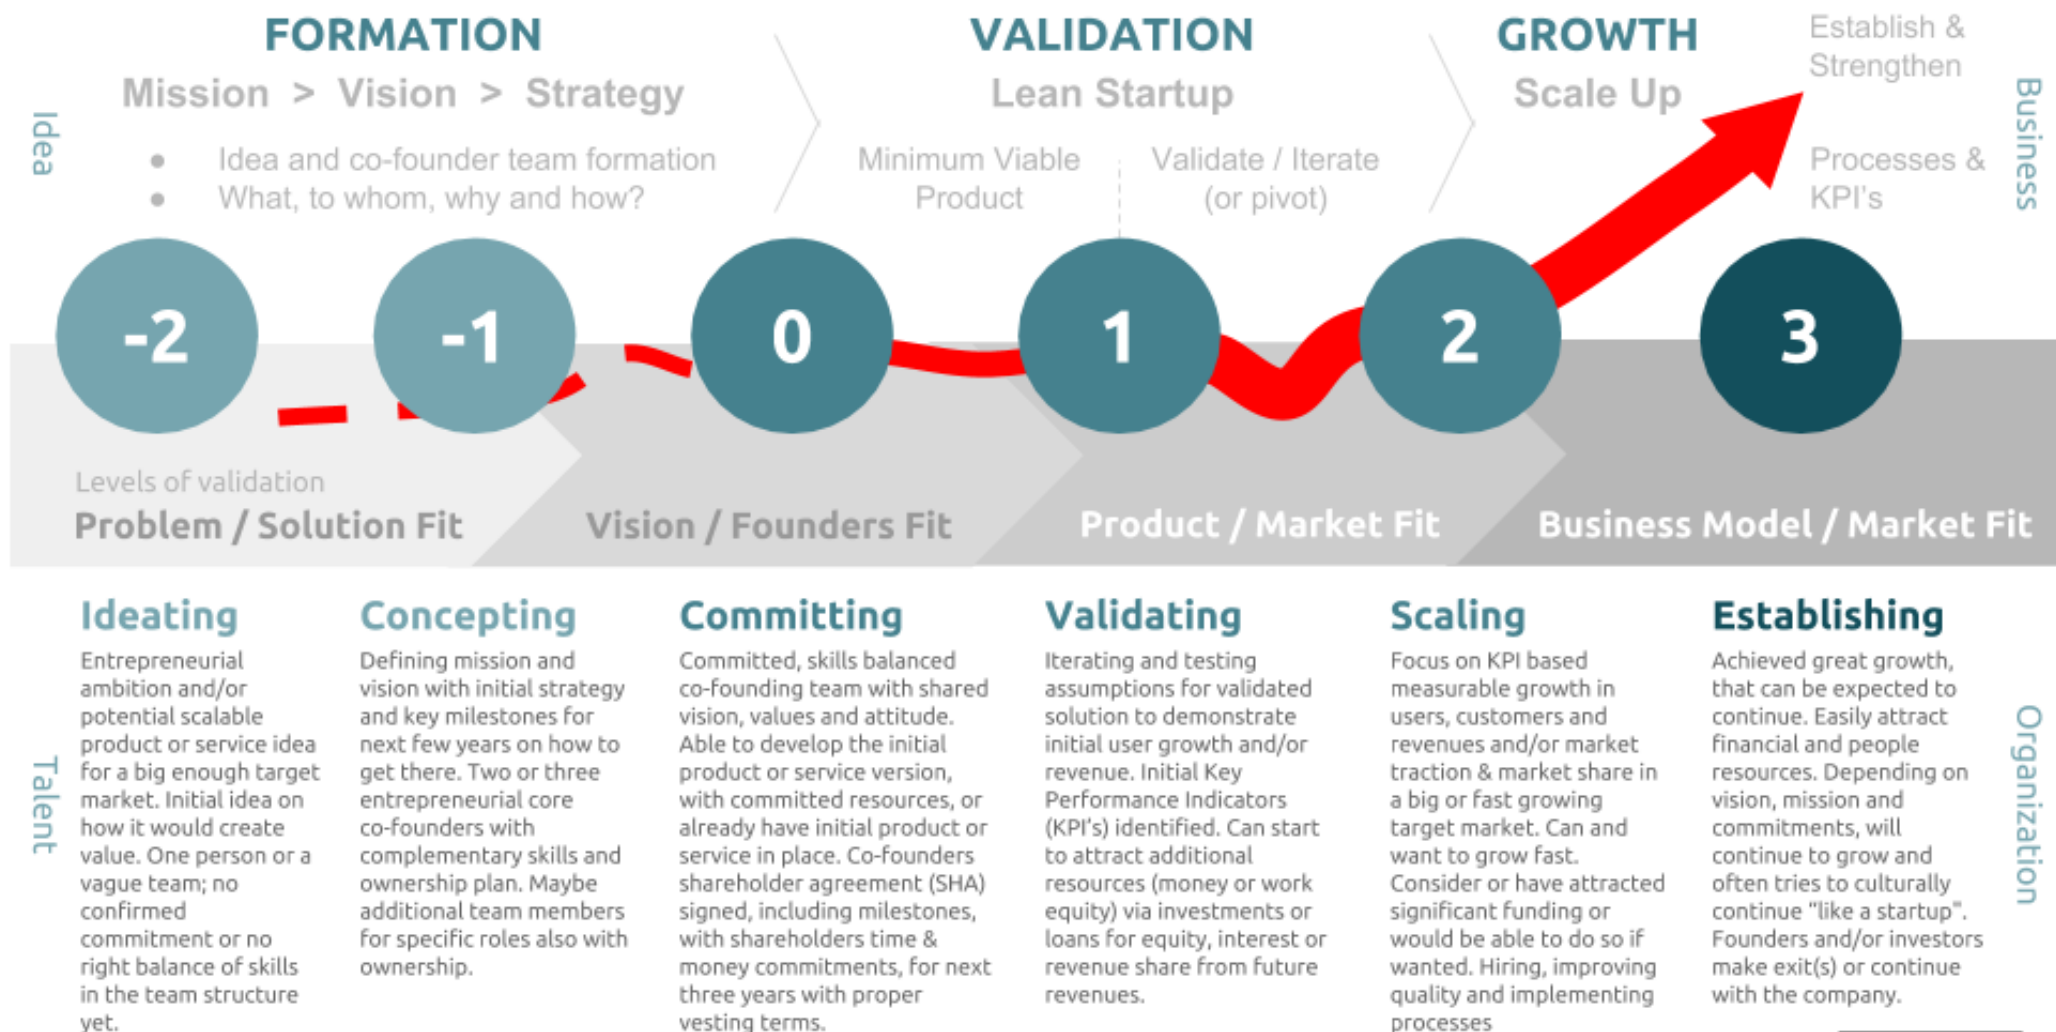 FORMATION
Mission > Vision > Strategy
● Idea and co-founder team formation
● What, to whom, why and how?
VALIDATION
Lean Startup
Minimum Viable
Product
Validate / Iterate
(or pivot)
GROWTH
Scale Up
Establish &
Strengthen
Processes &
KPI's
Idea
Business
-2
-1
0
1
2
3
Levels of validation
Problem / Solution Fit
Vision / Founders Fit
Product / Market Fit
Business Model / Market Fit
Talent
Organization
Ideating
Entrepreneurial
ambition and/or
potential scalable
product or service idea
for a big enough target
market. Initial idea on
how it would create
value. One person or a
vague team; no
confirmed
commitment or no
right balance of skills
in the team structure
yet.
Concepting
Defining mission and
vision with initial strategy
and key milestones for
next few years on how to
get there. Two or three
entrepreneurial core
co-founders with
complementary skills and
ownership plan. Maybe
additional team members
for specific roles also with
ownership.
Committing
Committed, skills balanced
co-founding team with shared
vision, values and attitude.
Able to develop the initial
product or service version,
with committed resources, or
already have initial product or
service in place. Co-founders
shareholder agreement (SHA)
signed, including milestones,
with shareholders time &
money commitments, for next
three years with proper
vesting terms.
Validating
Iterating and testing
assumptions for validated
solution to demonstrate
initial user growth and/or
revenue. Initial Key
Performance Indicators
(KPI's) identified. Can start
to attract additional
resources (money or work
equity) via investments or
loans for equity, interest or
revenue share from future
revenues.
Scaling
Focus on KPI based
measurable growth in
users, customers and
revenues and/or market
traction & market share in
a big or fast growing
target market. Can and
want to grow fast.
Consider or have attracted
significant funding or
would be able to do so if
wanted. Hiring, improving
quality and implementing
processes
Establishing
Achieved great growth,
that can be expected to
continue. Easily attract
financial and people
resources. Depending on
vision, mission and
commitments, will
continue to grow and
often tries to culturally
continue "like a startup".
Founders and/or investors
make exit(s) or continue
with the company.